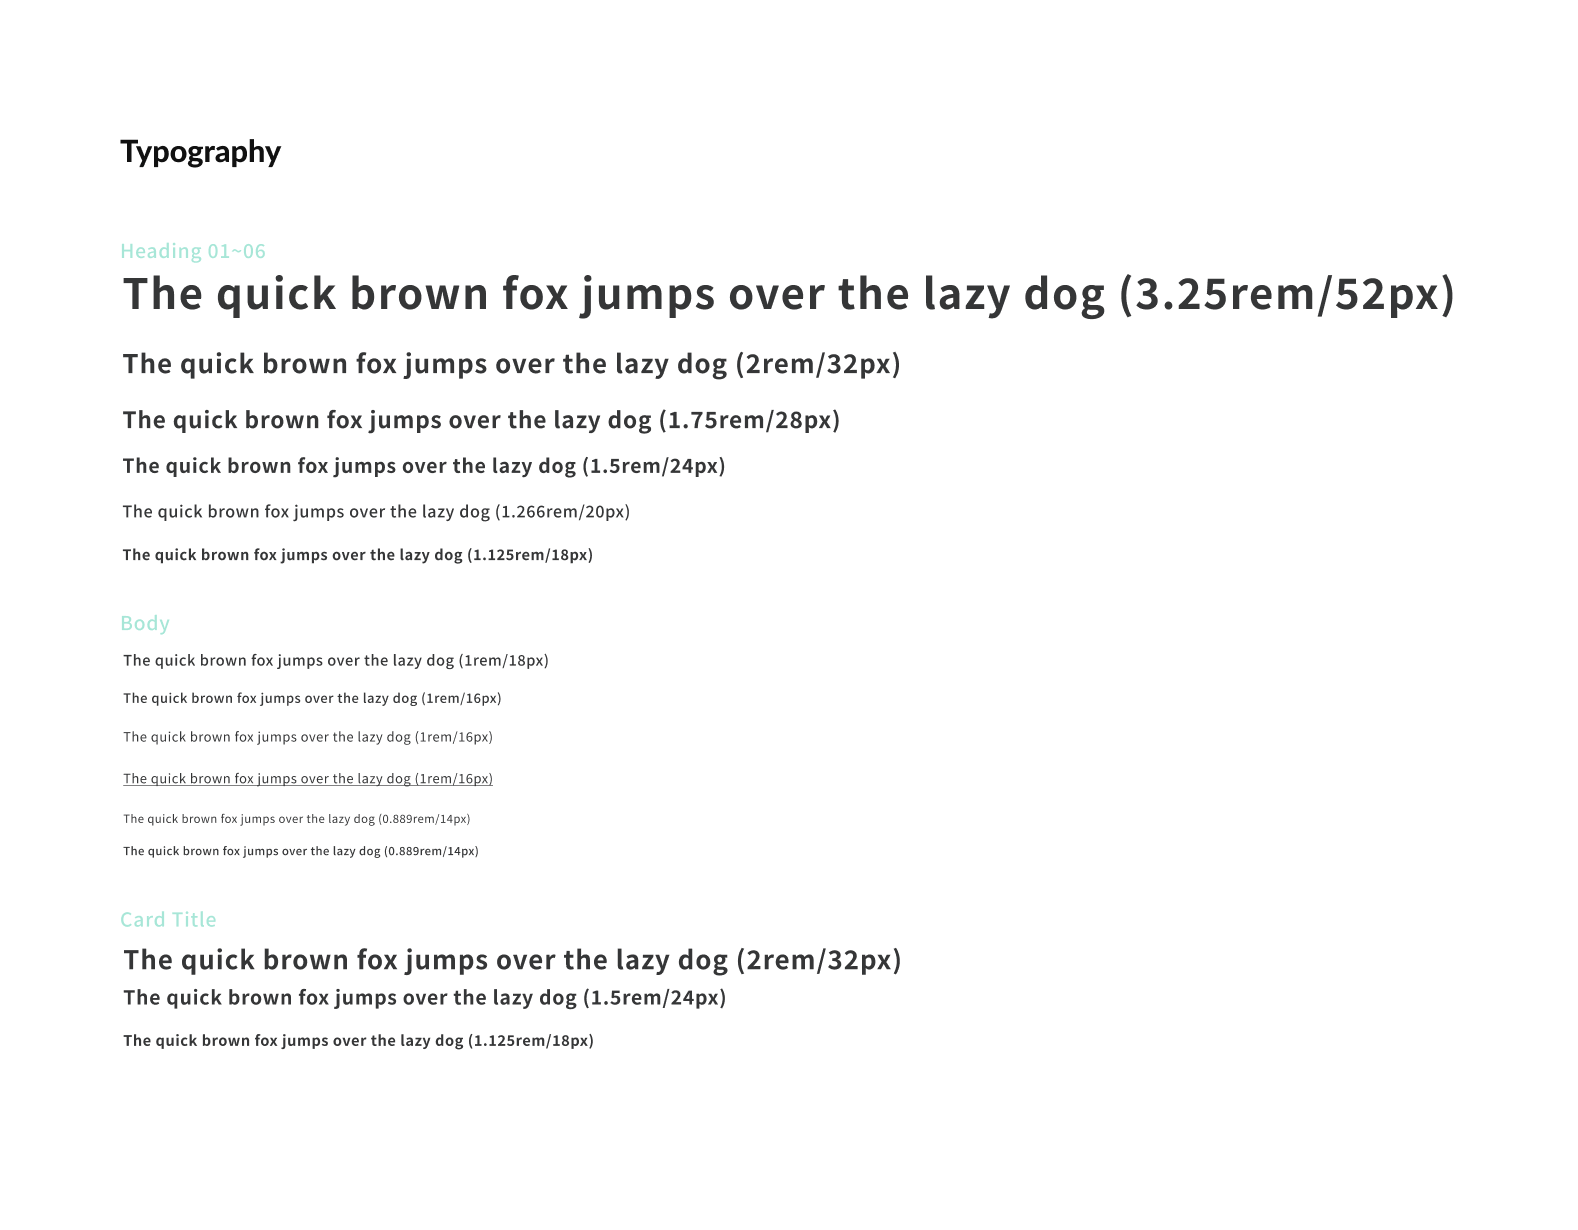 Typography
Heading 01~06
The quick brown fox jumps over the lazy dog (3.25rem/52px)
The quick brown fox jumps over the lazy dog (2rem/32px)
The quick brown fox jumps over the lazy dog (1.75rem/28px)
The quick brown fox jumps over the lazy dog (1.5rem/24px)
The quick brown fox jumps over the lazy dog (1.266rem/20px)
The quick brown fox jumps over the lazy dog (1.125rem/18px)
Body
The quick brown fox jumps over the lazy dog (1rem/18px)
The quick brown fox jumps over the lazy dog (1rem/16px)
The quick brown fox jumps over the lazy dog (1rem/16px)
The quick brown fox jumps over the lazy dog (1rem/16px)
The quick brown fox jumps over the lazy dog (0.889rem/14px)
The quick brown fox jumps over the lazy dog (0.889rem/14px)
Card Title
The quick brown fox jumps over the lazy dog (2rem/32px)
The quick brown fox jumps over the lazy dog (1.5rem/24px)
The quick brown fox jumps over the lazy dog (1.125rem/18px)